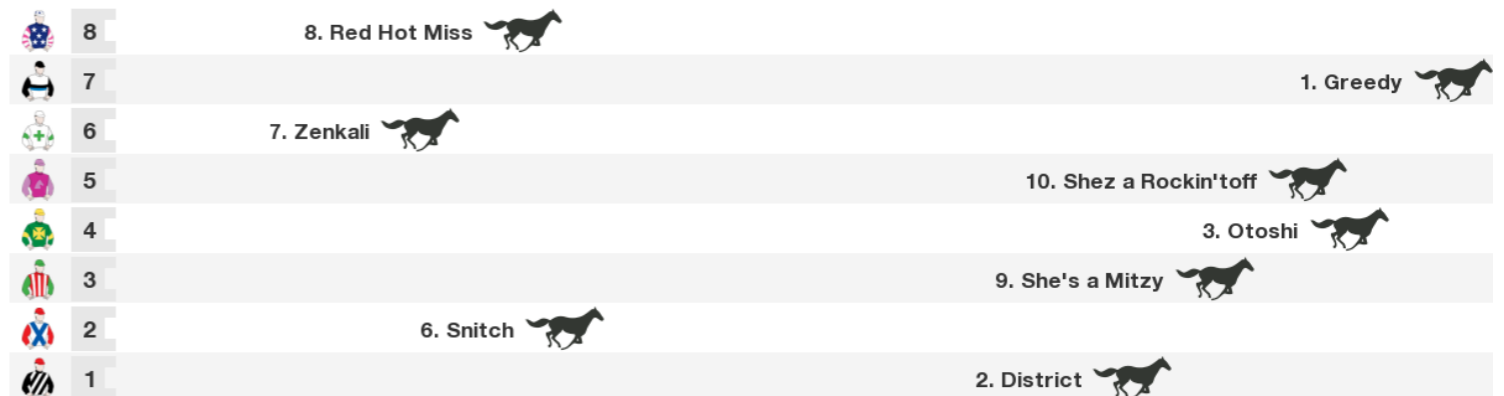 8 8. Red Hot Miss
7 1. Greedy
6 7. Zenkali
5 10. Shez a Rockin'toff
4 3. Otoshi
3 9. She's a Mitzy
2 6. Snitch
1 2. District